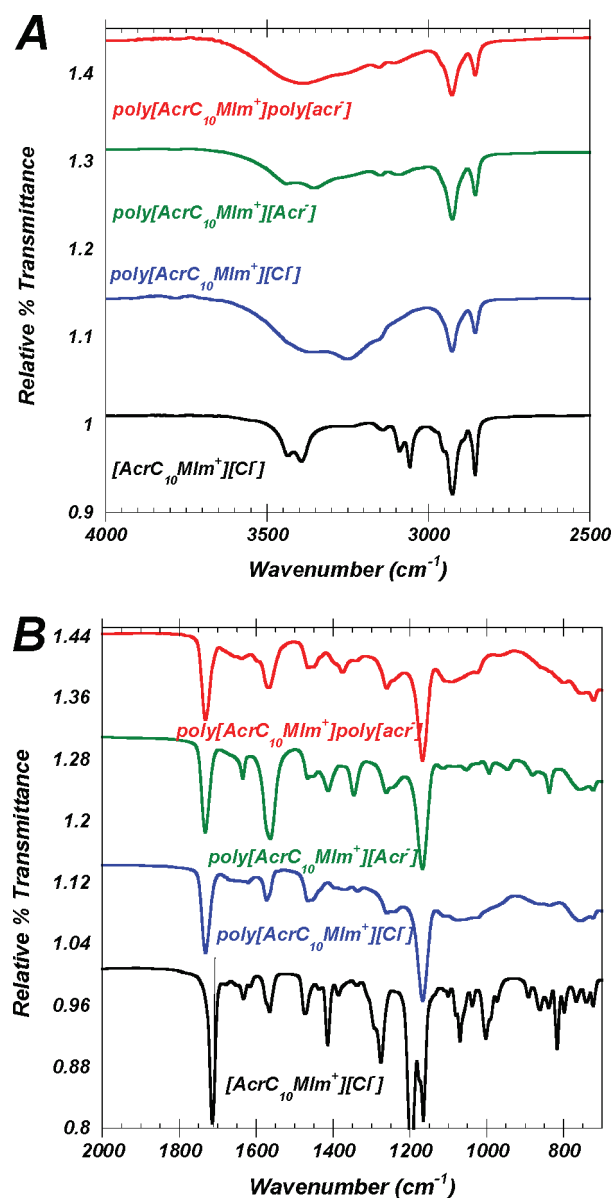 A
1.4
poly[AcrC10MIm+]poly[acr-]
1.3
poly[AcrC10MIm+][Acr-]
1.2
poly[AcrC10MIm+][Cl-]
1.1
1
[AcrC10MIm+][Cl-]
0.9
4000 3500 3000 2500
Wavenumber (cm-1)
Relative % Transmittance
B
1.44
1.36
poly[AcrC10MIm+]poly[acr-]
1.28
1.2
poly[AcrC10MIm+][Acr-]
1.12
poly[AcrC10MIm+][Cl-]
1.04
0.96
0.88
[AcrC10MIm+][Cl-]
0.8
2000 1800 1600 1400 1200 1000 800
Wavenumber (cm-1)
Relative % Transmittance